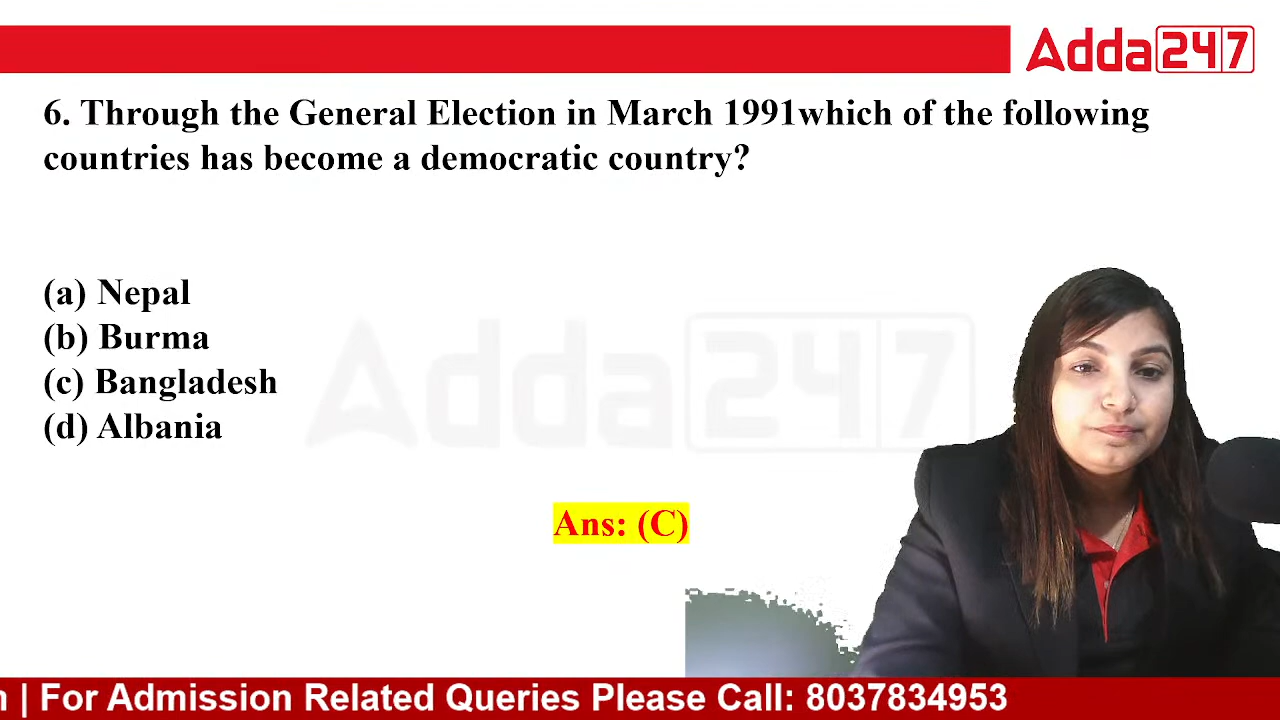 Adda247
6. Through the General Election in March 1991which of the following
countries has become a democratic country?
(a) Nepal
(b) Burma
(c) Bangladesh
(d) Albania
Adda247
Ans: (C)
| For Admission Related Queries Please Call: 8037834953